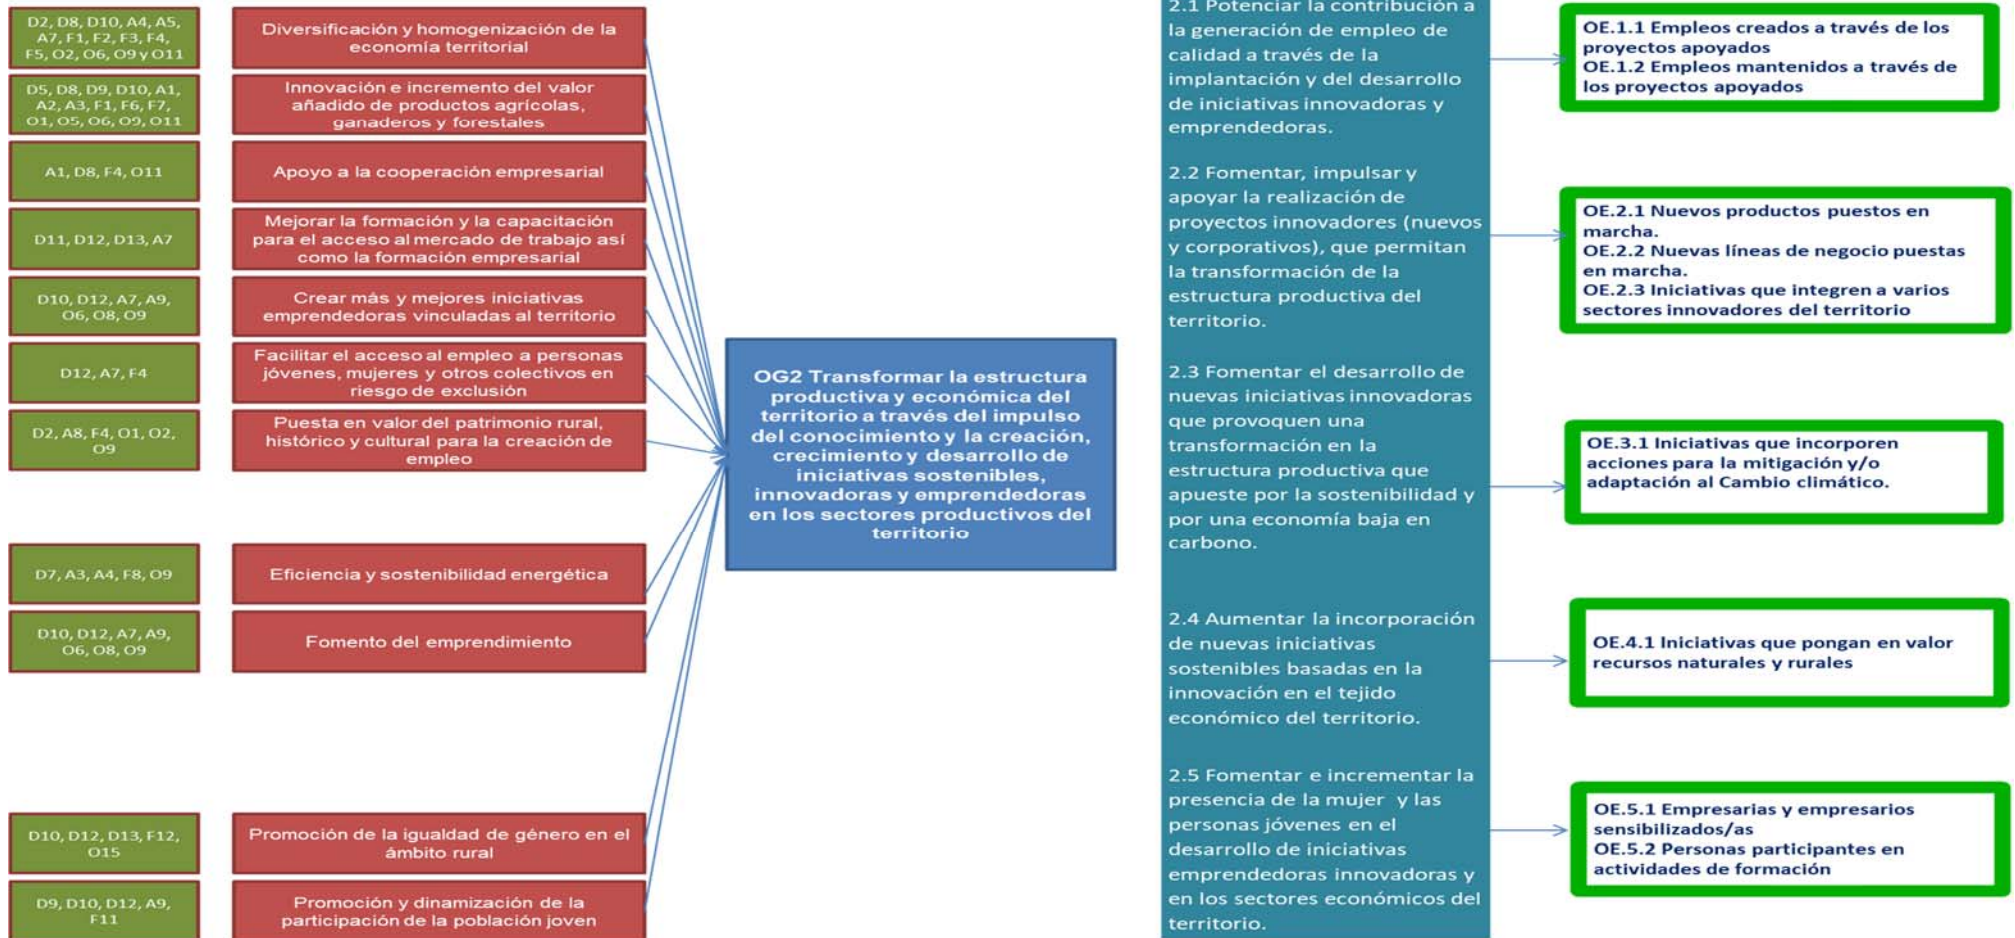 D2, D8, D10, A4, A5,
A7, F1, F2, F3, F4,
F5, O2, O6, O9 y O11
Diversificación y homogenización de la
economía territorial
D5, D8, D9, D10, A1,
A2, A3, F1, F6, F7,
O1, O5, O6, O9, O11
Innovación e incremento del valor
añadido de productos agrícolas,
ganaderos y forestales
A1, D8, F4, O11
Apoyo a la cooperación empresarial
D11, D12, D13, A7
Mejorar la formación y la capacitación
para el acceso al mercado de trabajo así
como la formación empresarial
D10, D12, A7, A9,
O6, O8, O9
Crear más y mejores iniciativas
emprendedoras vinculadas al territorio
D12, A7, F4
Facilitar el acceso al empleo a personas
jóvenes, mujeres y otros colectivos en
riesgo de exclusión
D2, A8, F4, O1, O2,
O9
Puesta en valor del patrimonio rural,
histórico y cultural para la creación de
empleo
D7, A3, A4, F8, O9
Eficiencia y sostenibilidad energética
D10, D12, A7, A9,
O6, O8, O9
Fomento del emprendimiento
D10, D12, D13, F12,
O15
Promoción de la igualdad de género en el
ámbito rural
D9, D10, D12, A9,
F11
Promoción y dinamización de la
participación de la población joven
OG2 Transformar la estructura
productiva y económica del
territorio a través del impulso
del conocimiento y la creación,
crecimiento y desarrollo de
iniciativas sostenibles,
innovadoras y emprendedoras
en los sectores productivos del
territorio
2.1 Potenciar la contribución a
la generación de empleo de
calidad a través de la
implantación y del desarrollo
de iniciativas innovadoras y
emprendedoras.
2.2 Fomentar, impulsar y
apoyar la realización de
proyectos innovadores (nuevos
y corporativos), que permitan
la transformación de la
estructura productiva del
territorio.
2.3 Fomentar el desarrollo de
nuevas iniciativas innovadoras
que provoquen una
transformación en la
estructura productiva que
apueste por la sostenibilidad y
por una economía baja en
carbono.
2.4 Aumentar la incorporación
de nuevas iniciativas
sostenibles basadas en la
innovación en el tejido
económico del territorio.
2.5 Fomentar e incrementar la
presencia de la mujer y las
personas jóvenes en el
desarrollo de iniciativas
emprendedoras innovadoras y
en los sectores económicos del
territorio.
OE.1.1 Empleos creados a través de los
proyectos apoyados
OE.1.2 Empleos mantenidos a través de
los proyectos apoyados
OE.2.1 Nuevos productos puestos en
marcha.
OE.2.2 Nuevas líneas de negocio puestas
en marcha.
OE.2.3 Iniciativas que integren a varios
sectores innovadores del territorio
OE.3.1 Iniciativas que incorporen
acciones para la mitigación y/o
adaptación al Cambio climático.
OE.4.1 Iniciativas que pongan en valor
recursos naturales y rurales
OE.5.1 Empresarias y empresarios
sensibilizados/as
OE.5.2 Personas participantes en
actividades de formación